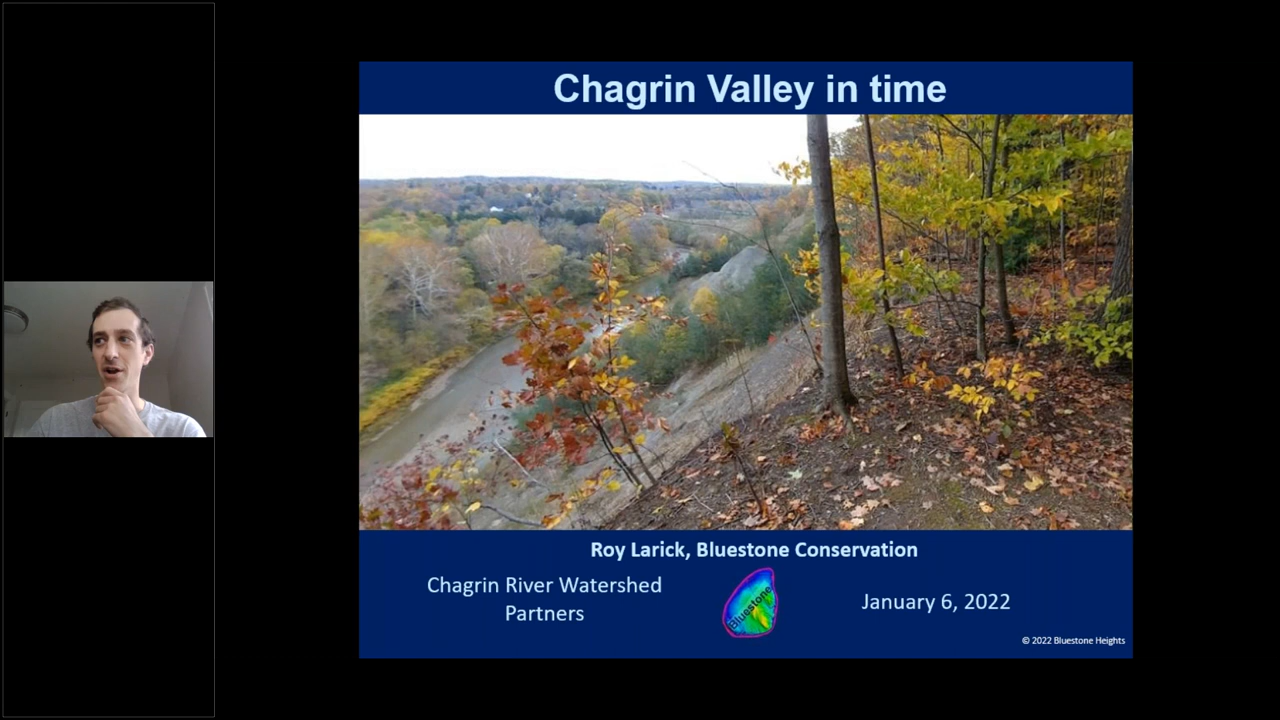 Chagrin Valley in time
Roy Larick, Bluestone Conservation
Chagrin River Watershed
Partners
Bluestone
January 6, 2022
© 2022 Bluestone Heights